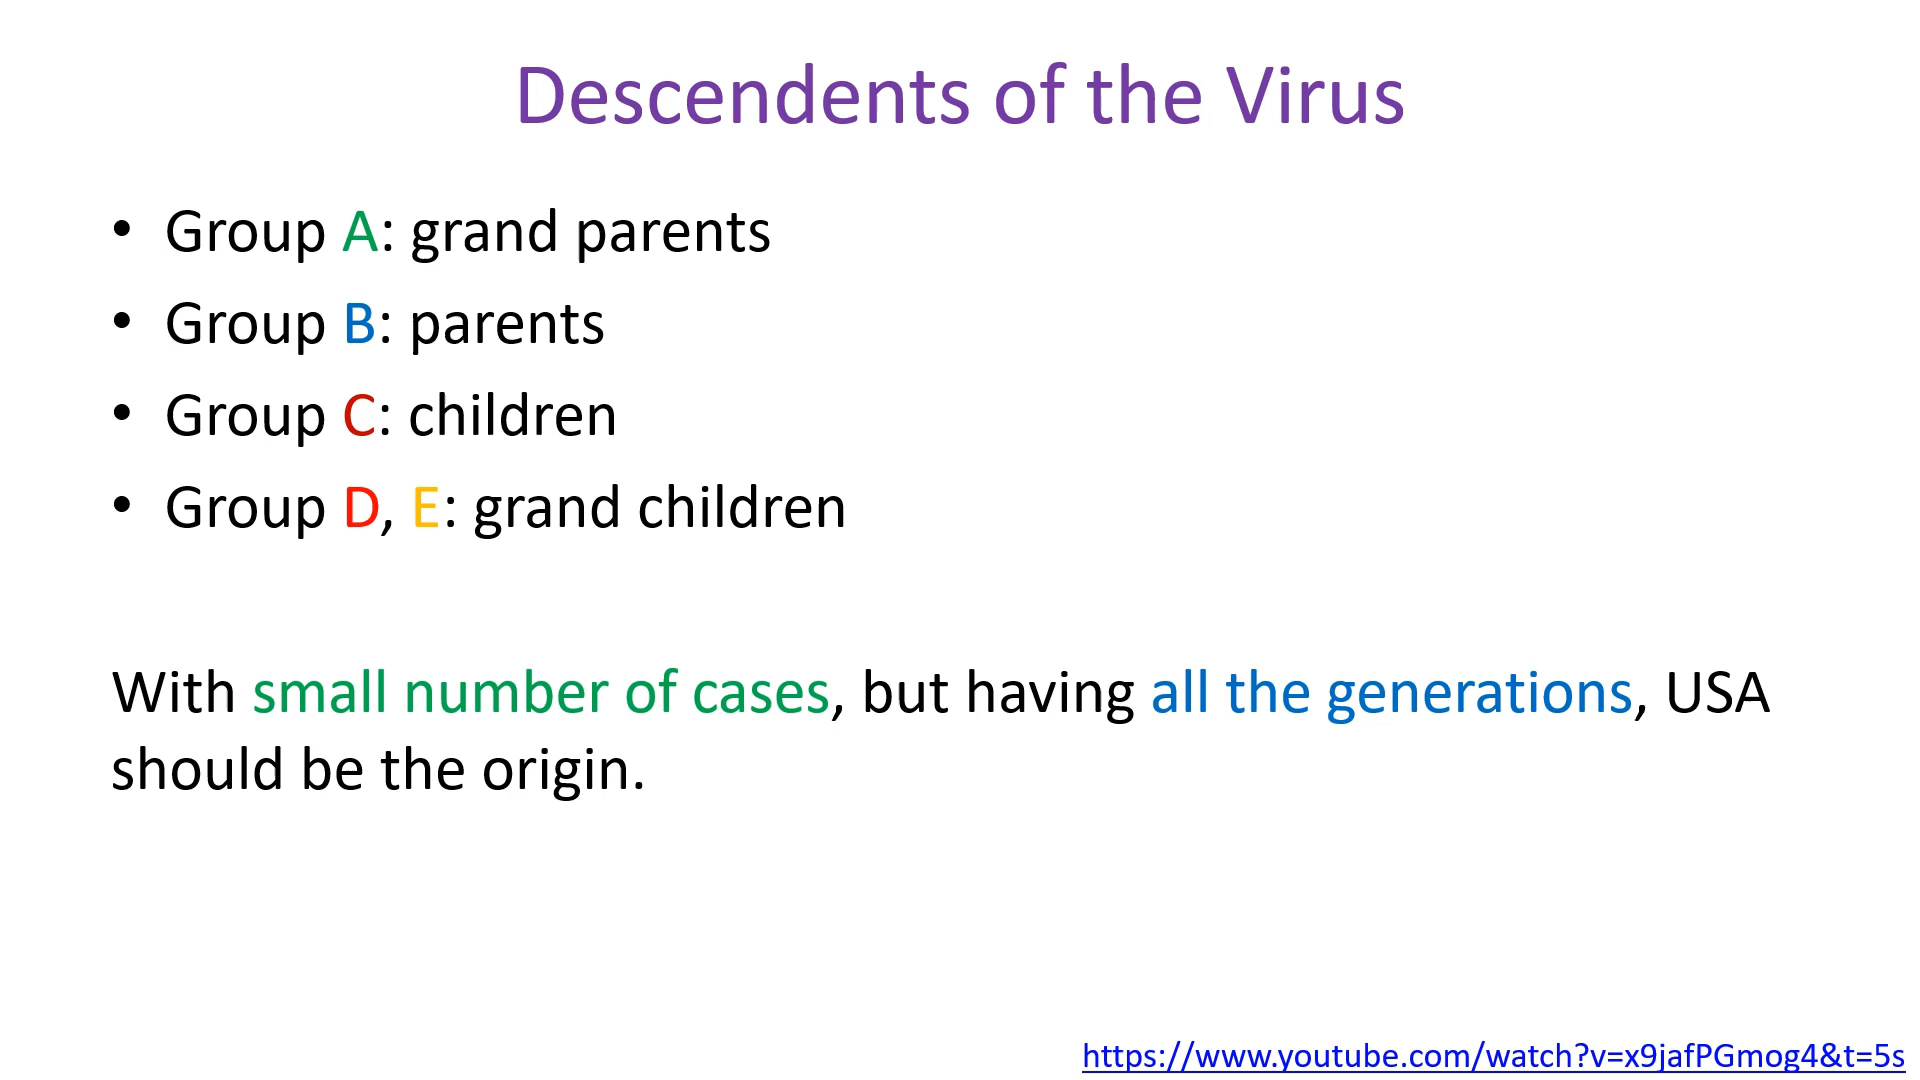 Descendents of the Virus
• Group A: grand parents
• Group B: parents
• Group C: children
• Group D, E: grand children
With small number of cases, but having all the generations, USA
should be the origin.
https://www.youtube.com/watch?v=x9jafPGmog4&t=5s